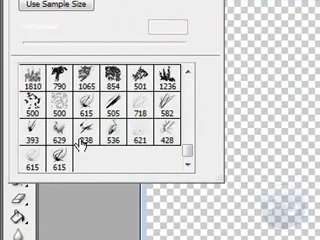 Use Sample Size
1810 790 1065 854 501 1236
500 500 615 505 718 582
393 629 238 536 621 428
615 615